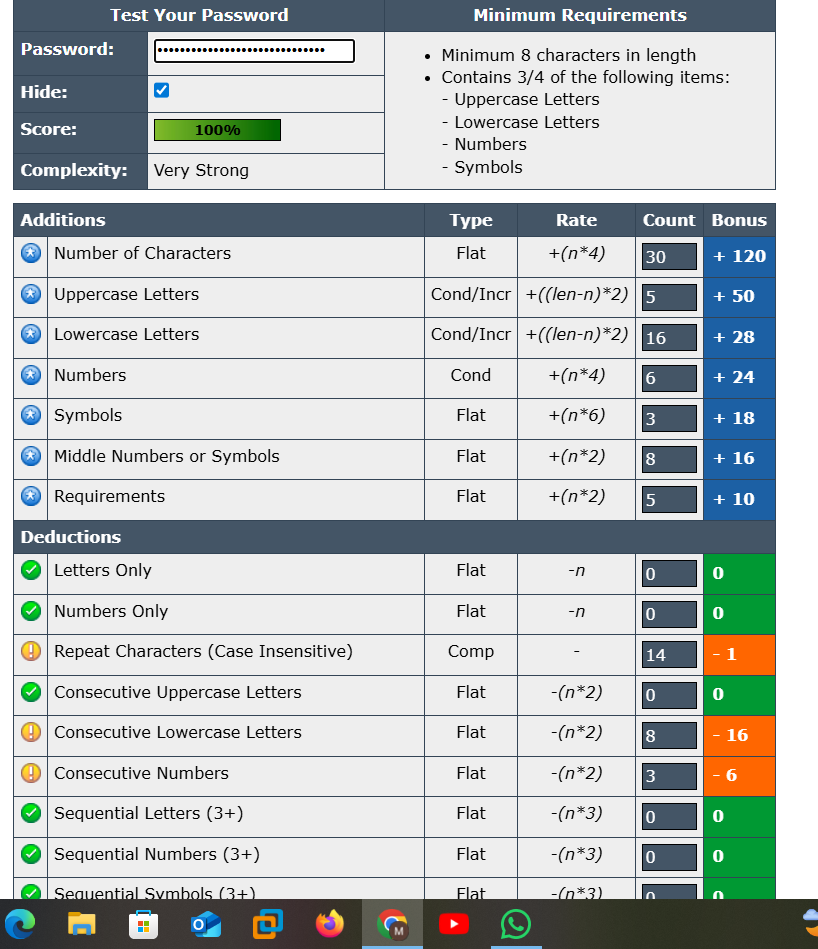 Test Your Password Minimum Requirements
Password: ••••••••••••••••••••••••••••••
• Minimum 8 characters in length
• Contains 3/4 of the following items:
Hide:
- Uppercase Letters
- Lowercase Letters
Score: 100%
- Numbers
- Symbols
Complexity: Very Strong
Additions Type Rate Count Bonus
Number of Characters Flat +(n*4) 30 + 120
Uppercase Letters Cond/Incr +((len-n)*2) 5 + 50
Lowercase Letters Cond/Incr +((len-n)*2) 16 + 28
Numbers Cond +(n*4) 6 + 24
Symbols Flat +(n*6) 3 + 18
Middle Numbers or Symbols Flat +(n*2) 8 + 16
Requirements Flat +(n*2) 5 + 10
Deductions
Letters Only Flat -n 0 0
Numbers Only Flat -n 0 0
Repeat Characters (Case Insensitive) Comp - 14 - 1
Consecutive Uppercase Letters Flat -(n*2) 0 0
Consecutive Lowercase Letters Flat -(n*2) 8 - 16
Consecutive Numbers Flat -(n*2) 3 - 6
Sequential Letters (3+) Flat -(n*3) 0 0
Sequential Numbers (3+) Flat -(n*3) 0 0
Sequential Symbols (3+) Flat -(n*3) 0 0
M